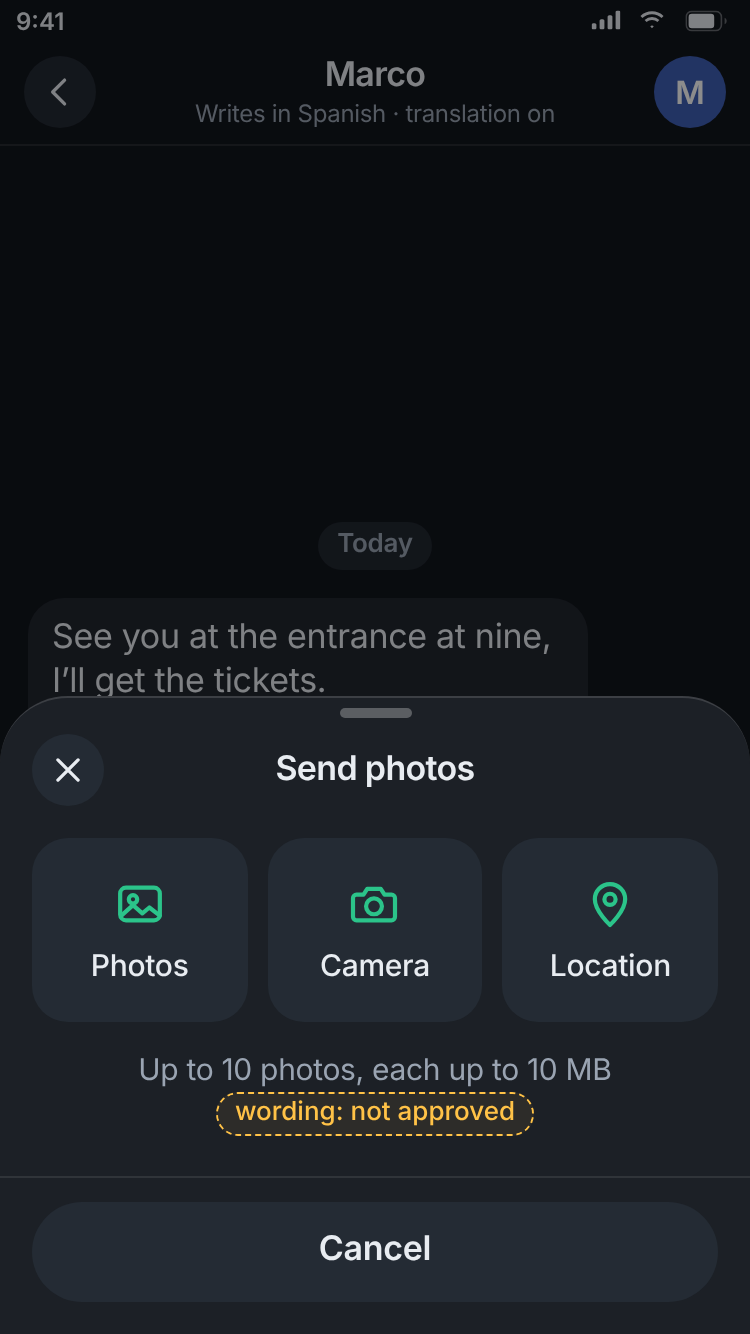 9:41
Marco
Writes in Spanish · translation on
M
Today
See you at the entrance at nine,
I’ll get the tickets.
Send photos
Photos
Camera
Location
Up to 10 photos, each up to 10 MB
wording: not approved
Cancel